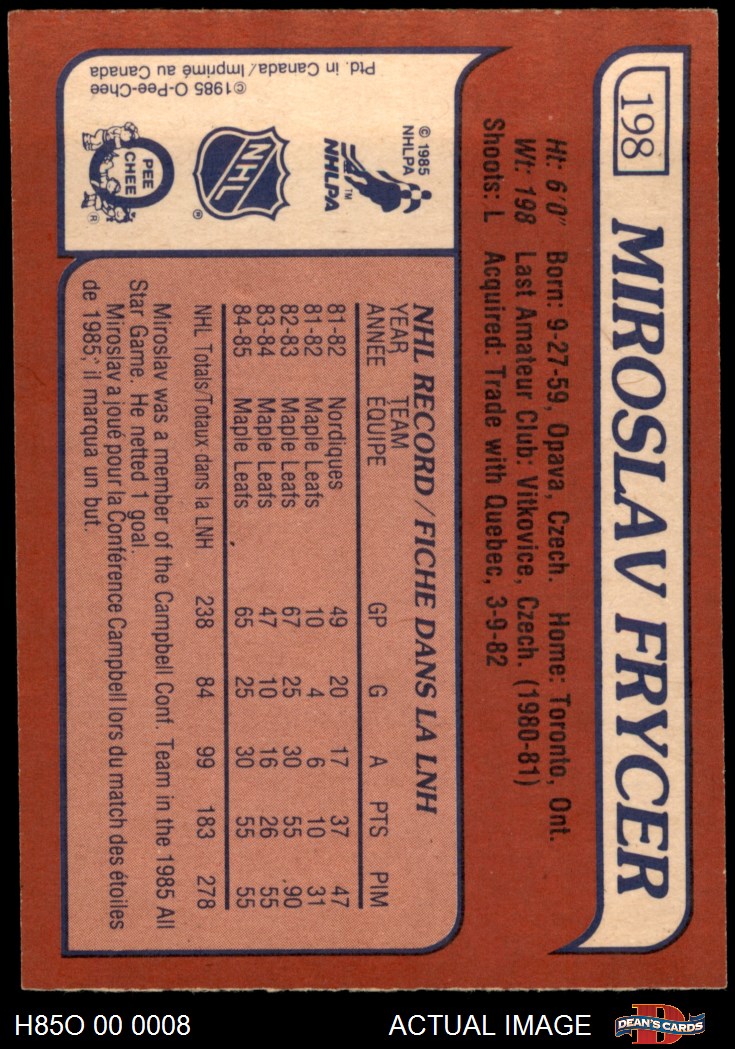 198
MIROSLAV FRYCER
Ht: 6'0" Born: 9-27-59, Opava, Czech. Home: Toronto, Ont.
Wt: 198 Last Amateur Club: Vitkovice, Czech. (1980-81)
Shoots: L Acquired: Trade with Quebec, 3-9-82
© 1985
NHLPA
NHLPA
TM
NHL
®
PEE
CHEE
®
©1985 O-Pee-Chee
Ptd. in Canada/Imprimé au Canada
NHL RECORD/FICHE DANS LA LNH
YEAR TEAM
ANNÉE ÉQUIPE GP G A PTS PIM
81-82 Nordiques 49 20 17 37 47
81-82 Maple Leafs 10 4 6 10 31
82-83 Maple Leafs 67 25 30 55 .90
83-84 Maple Leafs 47 10 16 26 55
84-85 Maple Leafs 65 25 30 55 55
NHL Totals/Totaux dans la LNH 238 84 99 183 278
Miroslav was a member of the Campbell Conf. Team in the 1985 All
Star Game. He netted 1 goal.
Miroslav a joué pour la Conférence Campbell lors du match des étoiles
de 1985; il marqua un but.
H85O 00 0008
ACTUAL IMAGE
D
DEAN'S CARDS